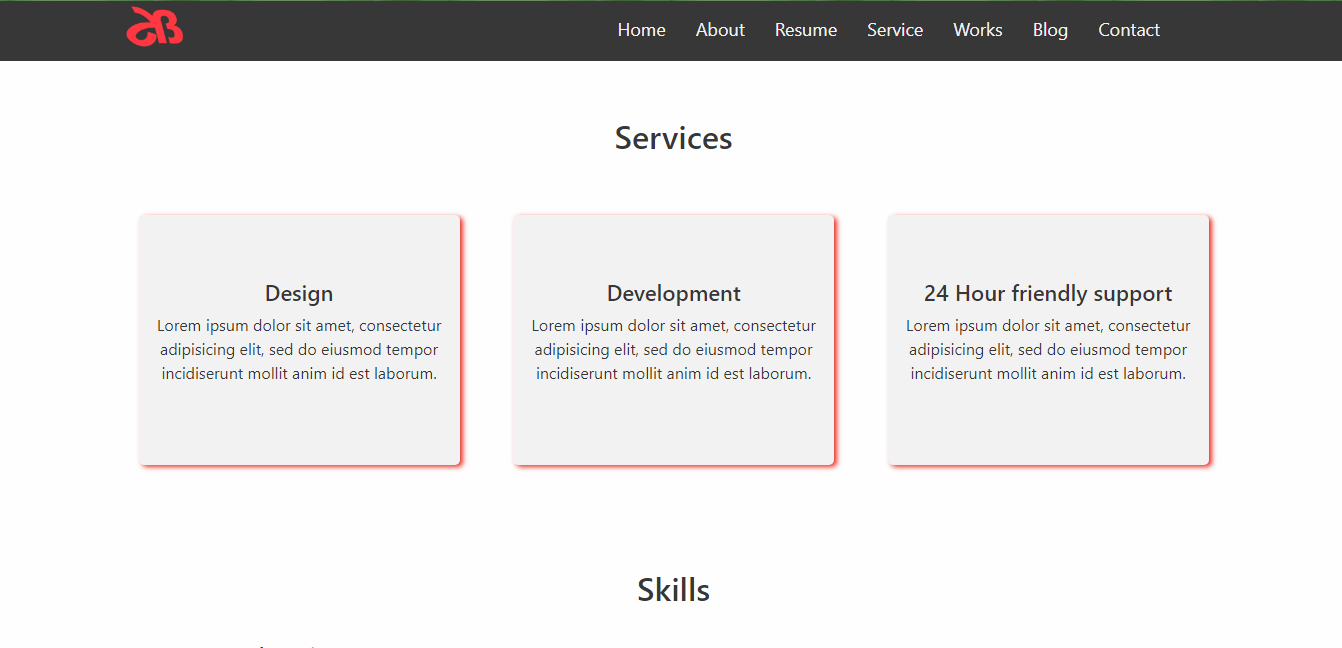 Home About Resume Service Works Blog Contact
Services
Design
Lorem ipsum dolor sit amet, consectetur
adipisicing elit, sed do eiusmod tempor
incidiserunt mollit anim id est laborum.
Development
Lorem ipsum dolor sit amet, consectetur
adipisicing elit, sed do eiusmod tempor
incidiserunt mollit anim id est laborum.
24 Hour friendly support
Lorem ipsum dolor sit amet, consectetur
adipisicing elit, sed do eiusmod tempor
incidiserunt mollit anim id est laborum.
Skills